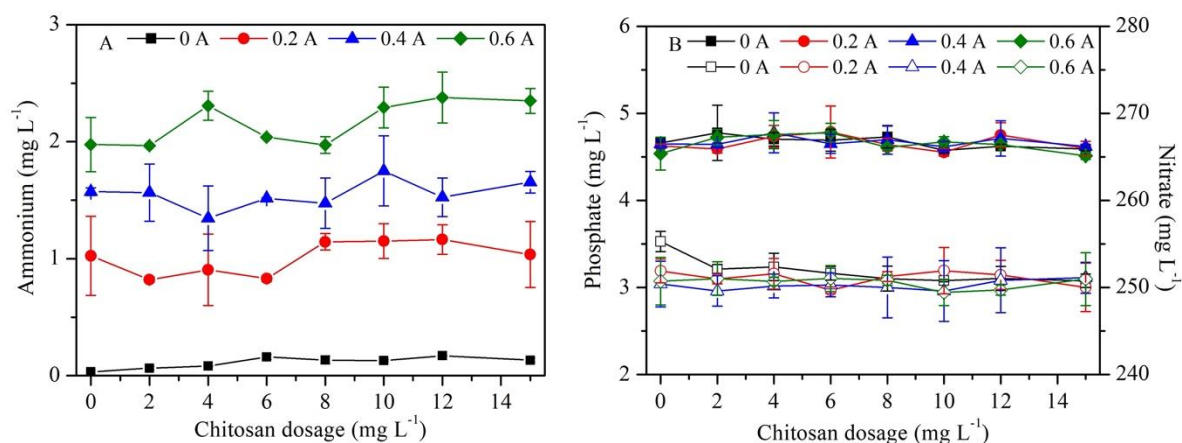 A
0 A 0.2 A 0.4 A 0.6 A
3
2
1
0
Ammonium (mg L-1)
0 2 4 6 8 10 12 14
Chitosan dosage (mg L-1)
B
0 A 0.2 A 0.4 A 0.6 A
0 A 0.2 A 0.4 A 0.6 A
6
5
4
3
2
Phosphate (mg L-1)
280
270
260
250
240
Nitrate (mg L-1)
0 2 4 6 8 10 12 14
Chitosan dosage (mg L-1)